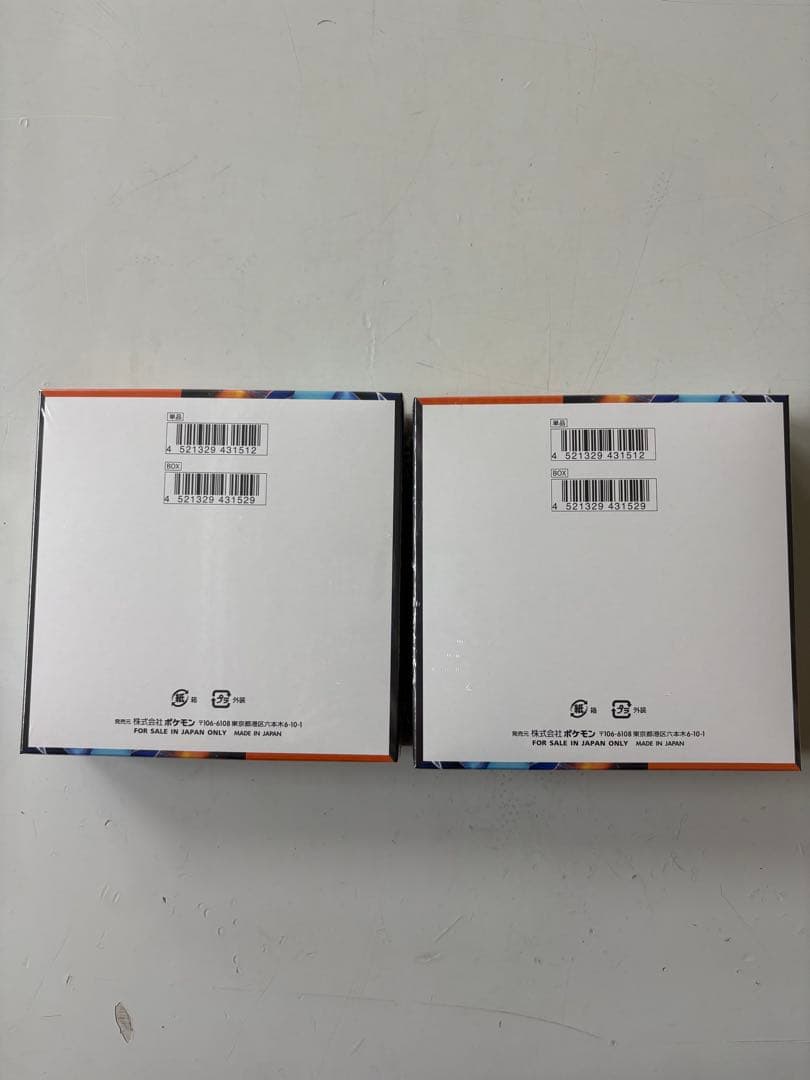 単品
4 521329 431512
BOX
4 521329 431529
紙 箱 プラ 外装
発売元 株式会社 ポケモン 〒106-6108 東京都港区六本木6-10-1
FOR SALE IN JAPAN ONLY MADE IN JAPAN
単品
4 521329 431512
BOX
4 521329 431529
紙 箱 プラ 外装
発売元 株式会社 ポケモン 〒106-6108 東京都港区六本木6-10-1
FOR SALE IN JAPAN ONLY MADE IN JAPAN